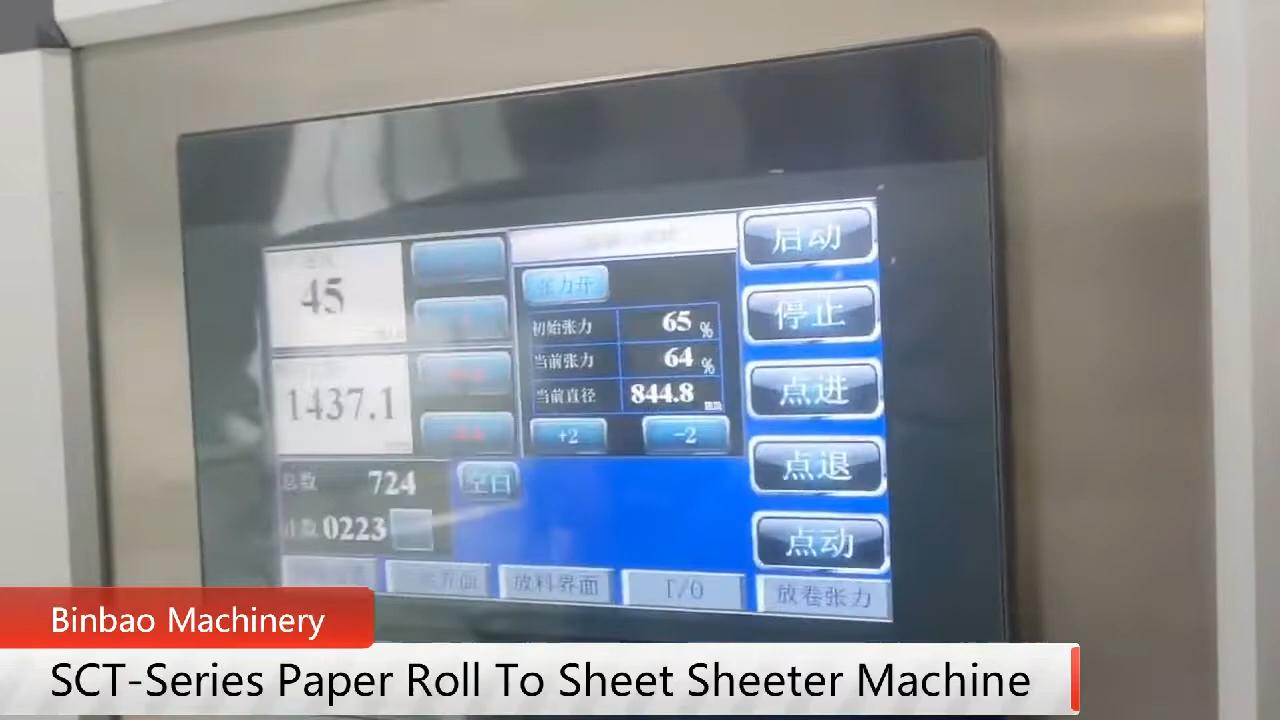 启动
45
张力开
停止
初始张力 65 %
当前张力 64 %
点进
1437.1
当前直径 844.8 mm
+2 -2
总数 724 空白
点退
计数 0223
点动
放料界面 I/O 放卷张力
Binbao Machinery
SCT-Series Paper Roll To Sheet Sheeter Machine